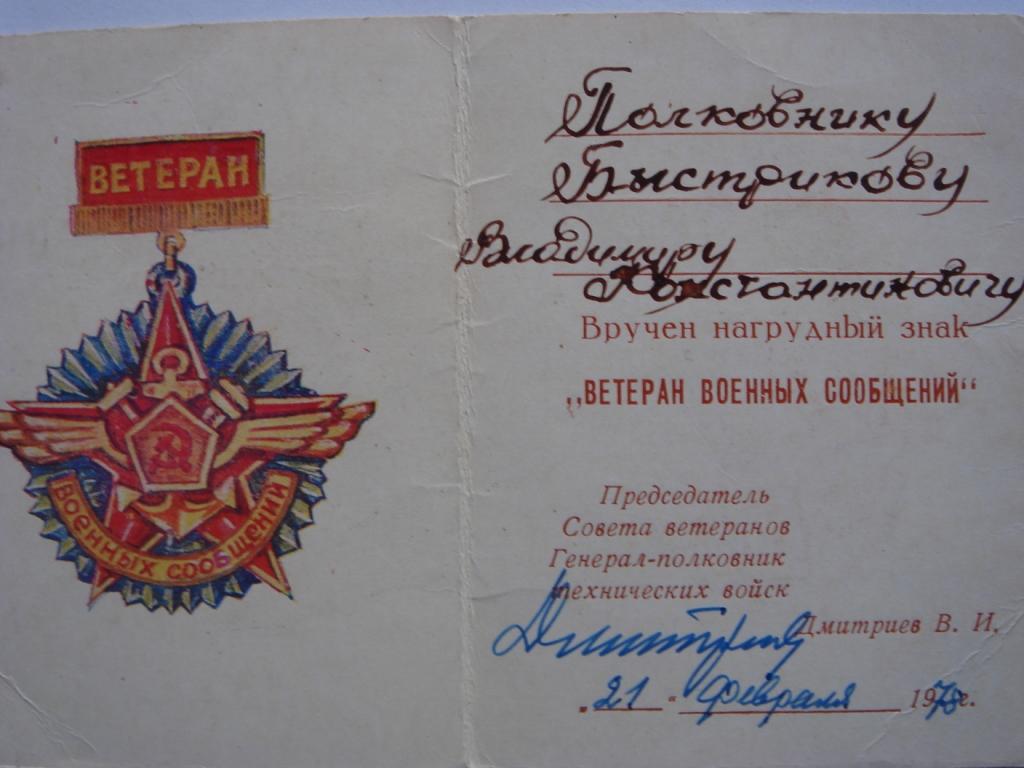 ВЕТЕРАН
ВОЕННЫХ СООБЩЕНИЙ
Полковнику
Быстрикову
Владимиру
Константиновичу
Вручен нагрудный знак
„ВЕТЕРАН ВОЕННЫХ СООБЩЕНИЙ“
Председатель
Совета ветеранов
Генерал-полковник
технических войск
Дмитриев В. И.
„21“ февраля 1978г.